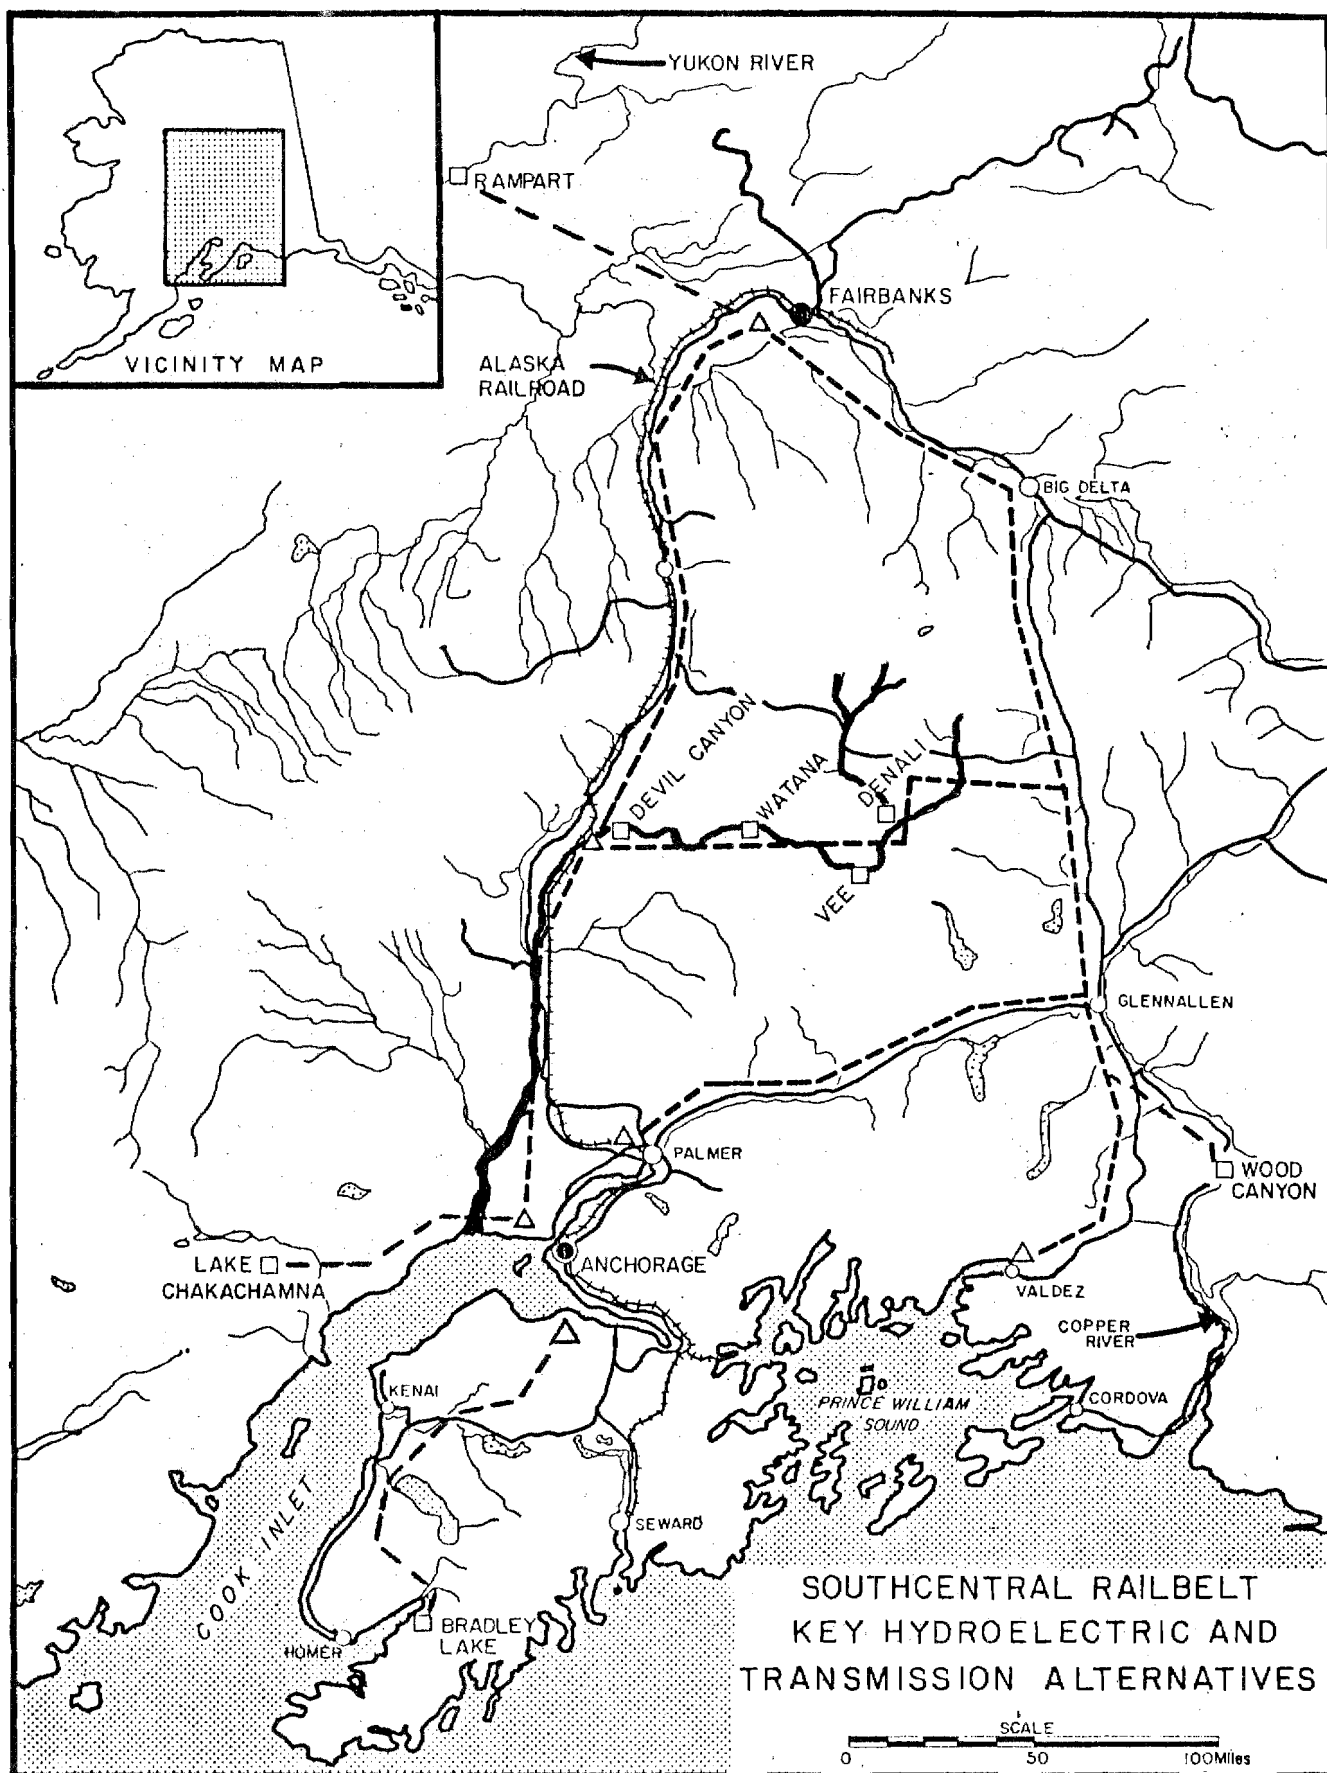 YUKON RIVER
RAMPART
FAIRBANKS
VICINITY MAP
ALASKA
RAILROAD
BIG DELTA
DEVIL CANYON
WATANA
DENALI
VEE
GLENNALLEN
PALMER
WOOD
CANYON
LAKE
CHAKACHAMNA
ANCHORAGE
VALDEZ
COPPER
RIVER
KENAI
CORDOVA
PRINCE WILLIAM
SOUND
COOK INLET
SEWARD
BRADLEY
LAKE
HOMER
SOUTHCENTRAL RAILBELT
KEY HYDROELECTRIC AND
TRANSMISSION ALTERNATIVES
SCALE
0 50 100Miles